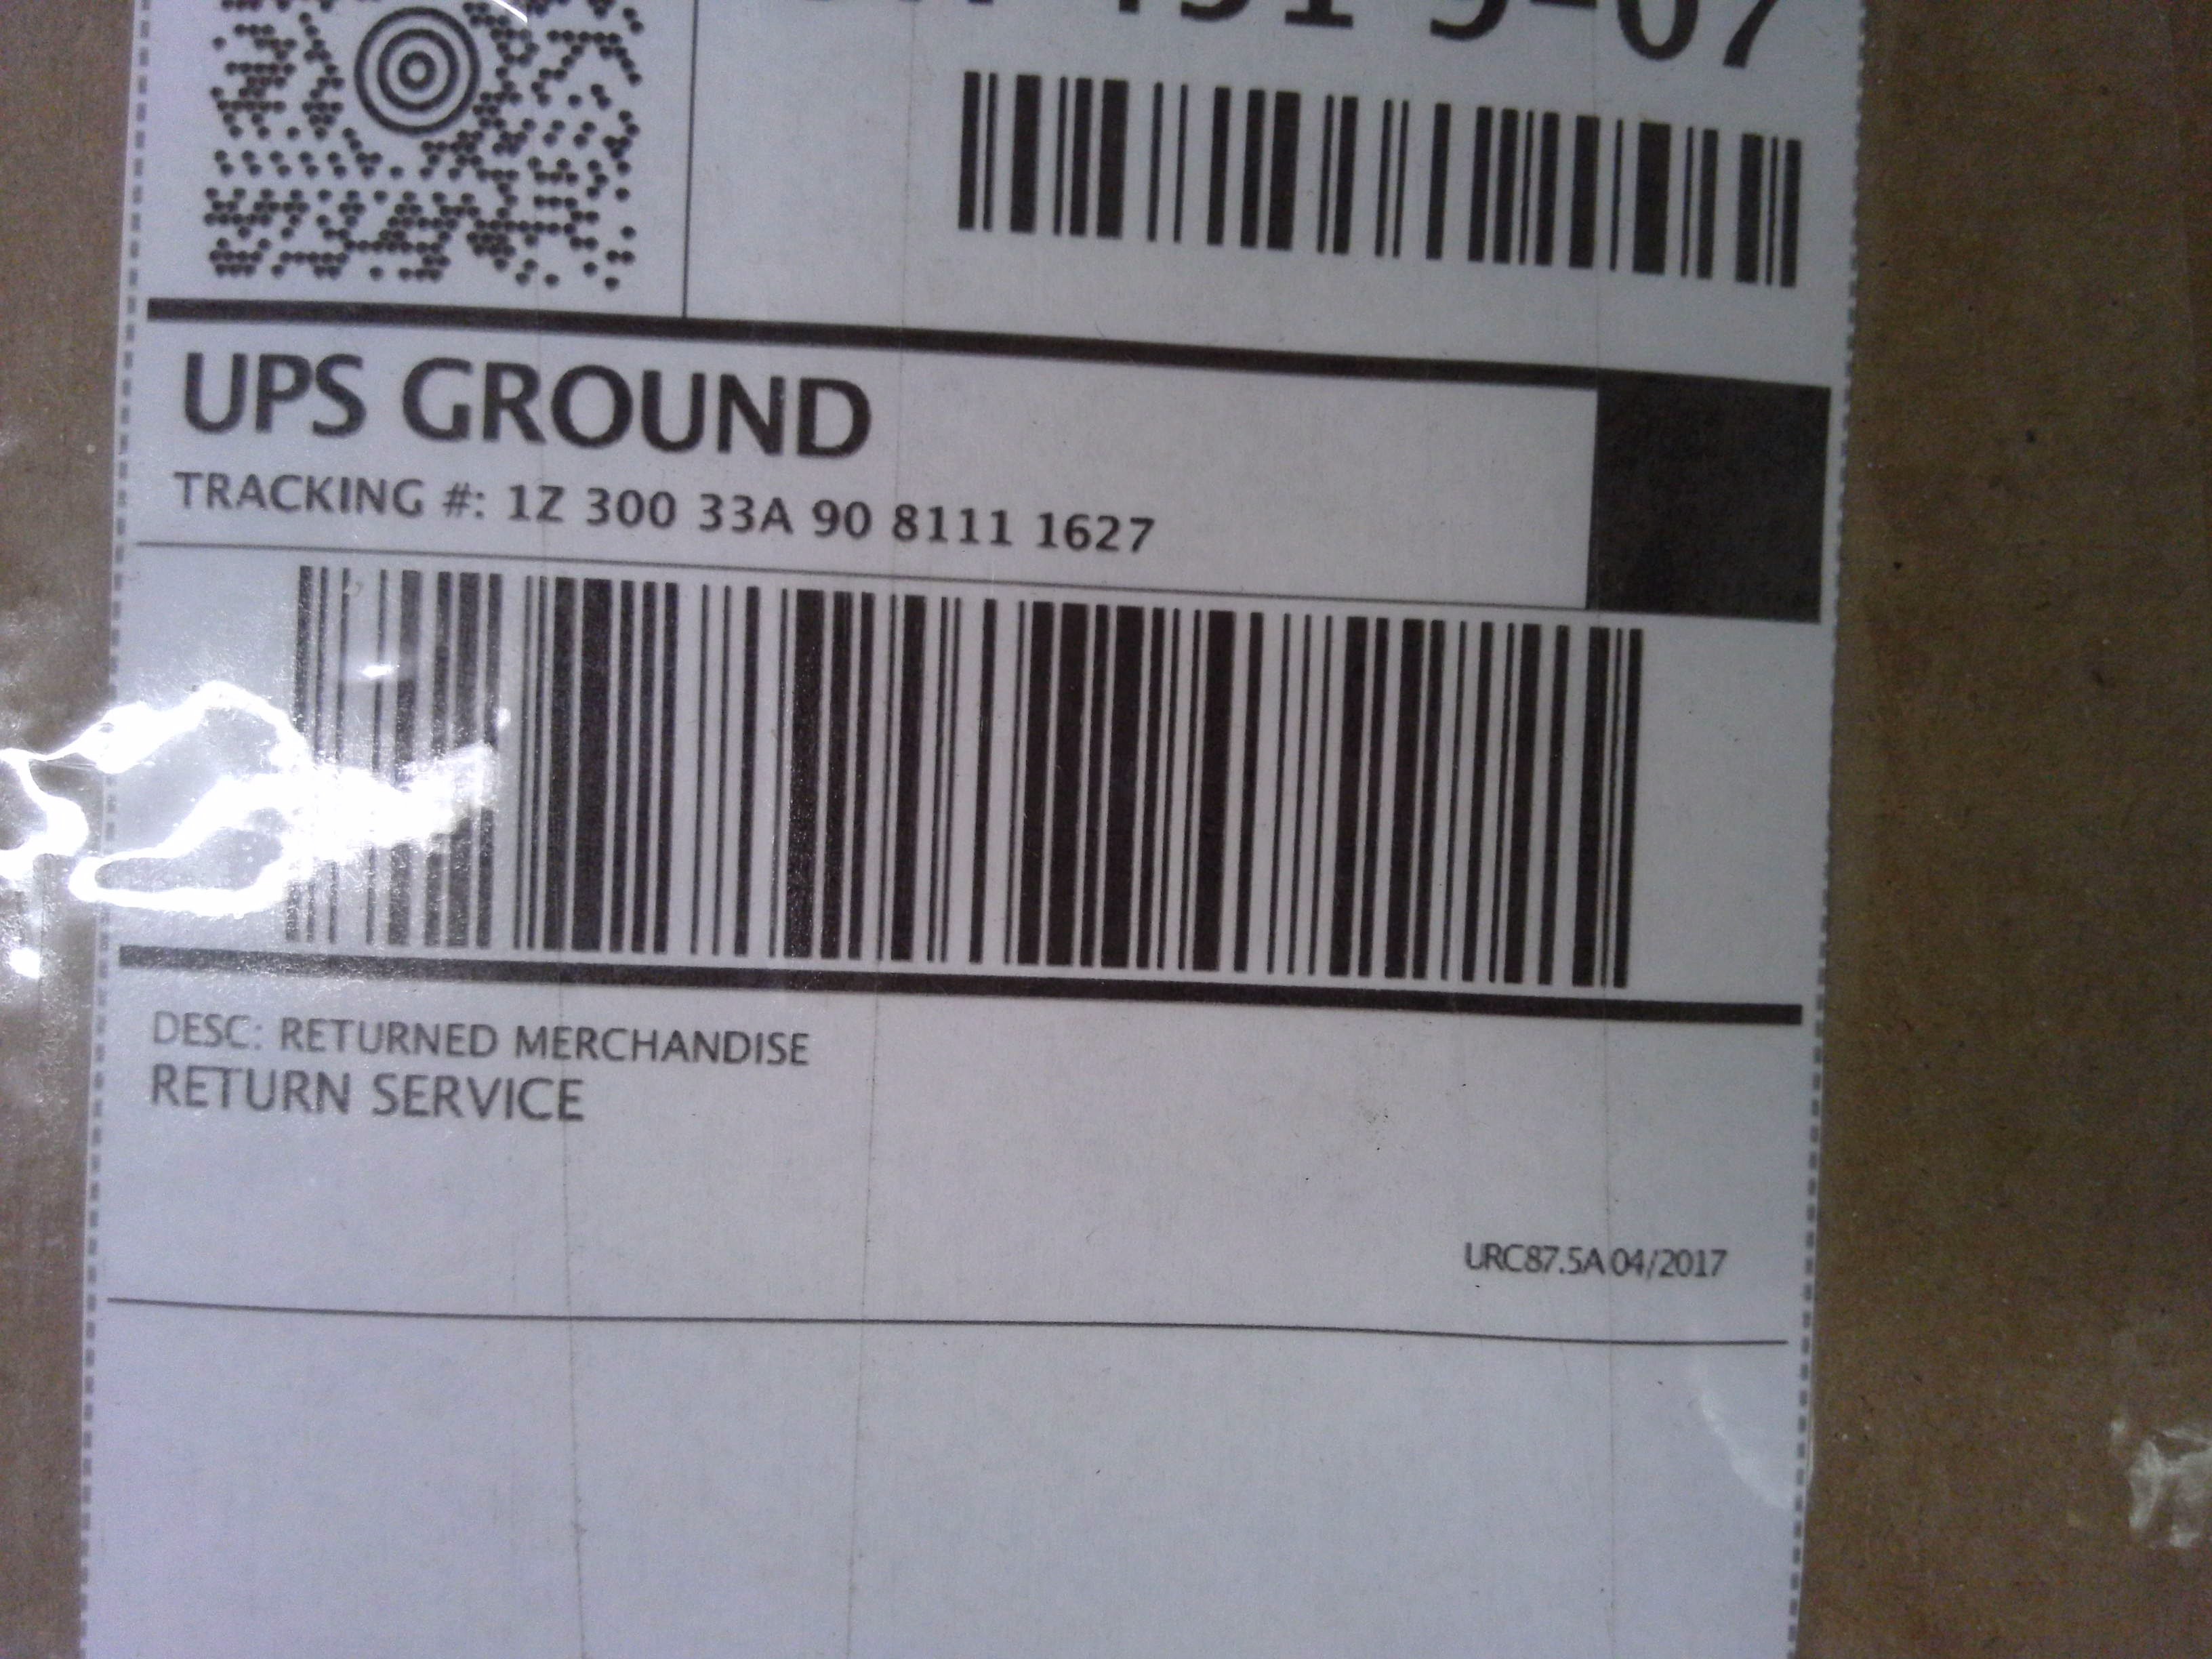 UPS GROUND
TRACKING #: 1Z 300 33A 90 8111 1627
DESC: RETURNED MERCHANDISE
RETURN SERVICE
URC87.5A 04/2017